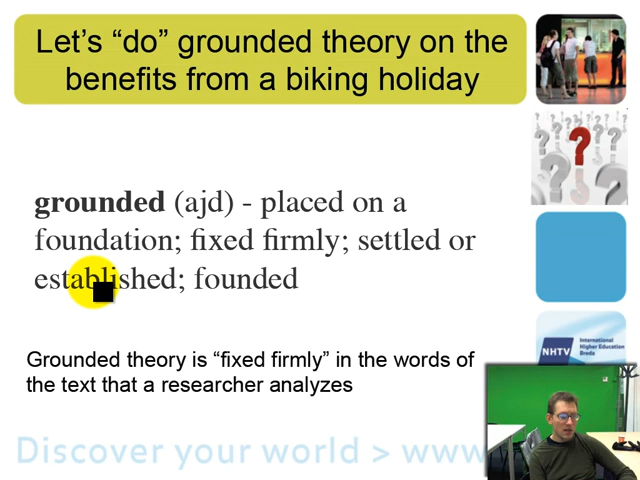 Let's “do” grounded theory on the
benefits from a biking holiday
grounded (ajd) - placed on a
foundation; fixed firmly; settled or
established; founded
Grounded theory is “fixed firmly” in the words of
the text that a researcher analyzes
NHTV
International
Higher Education
Breda
Discover your world > www